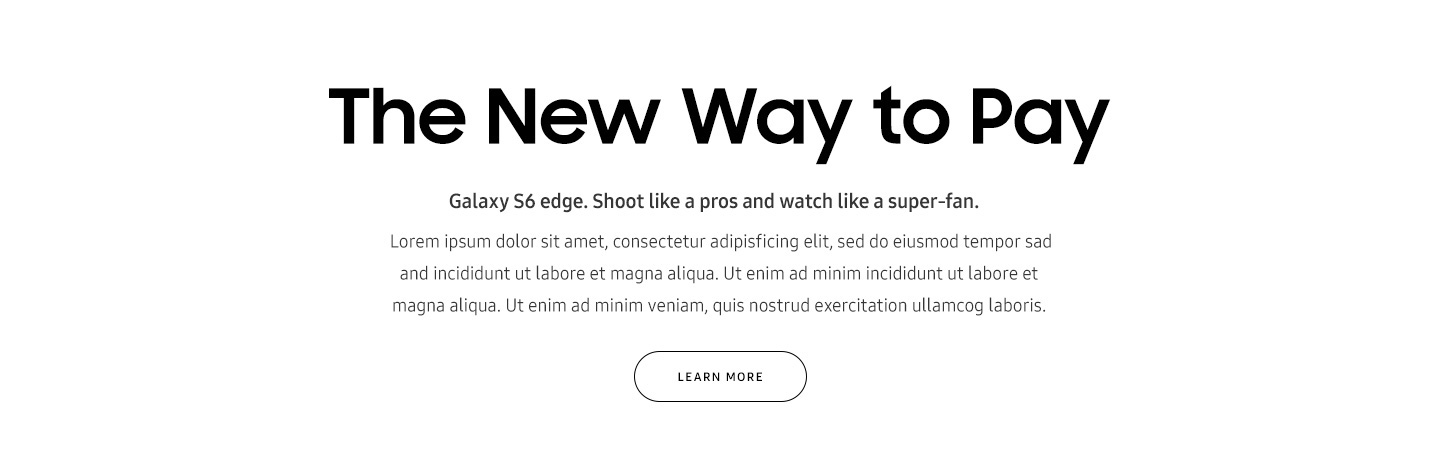 The New Way to Pay
Galaxy S6 edge. Shoot like a pros and watch like a super-fan.
Lorem ipsum dolor sit amet, consectetur adipisficing elit, sed do eiusmod tempor sad
and incididunt ut labore et magna aliqua. Ut enim ad minim incididunt ut labore et
magna aliqua. Ut enim ad minim veniam, quis nostrud exercitation ullamcog laboris.
LEARN MORE